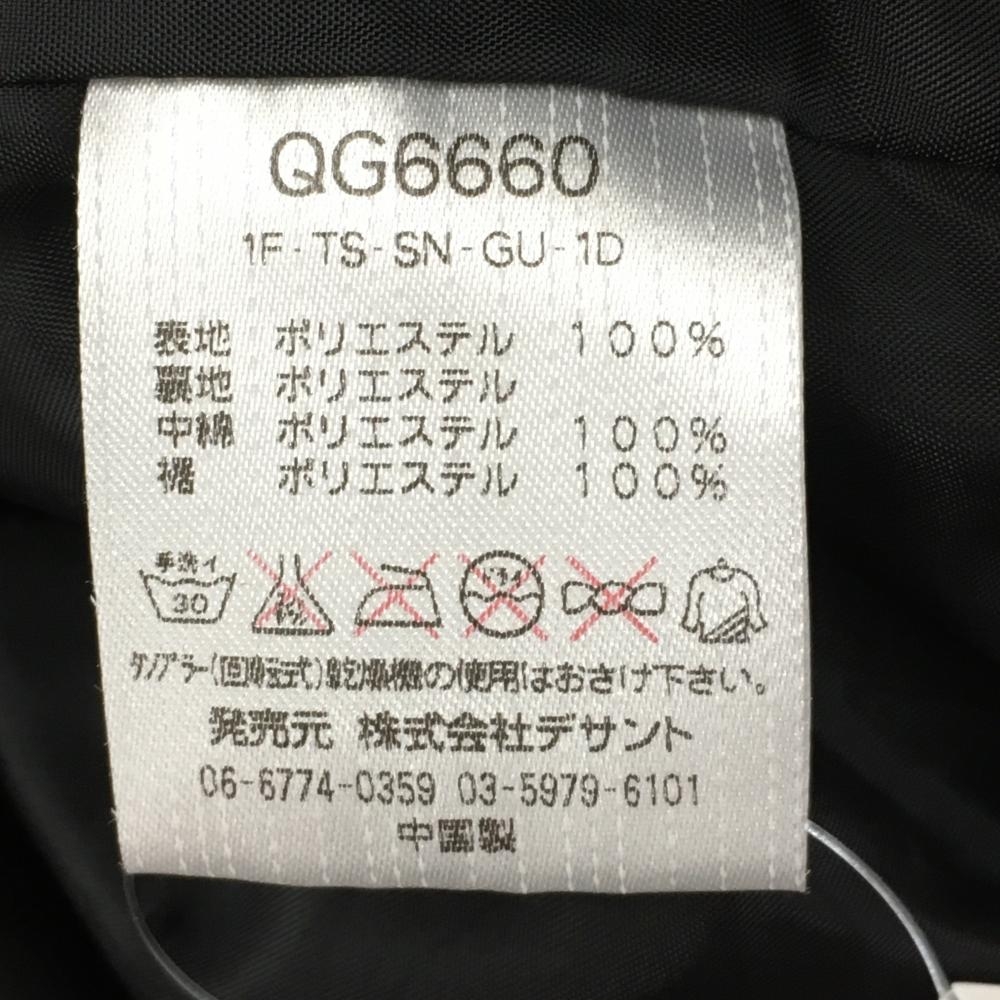 QG6660
1F-TS-SN-GU-1D
表地 ポリエステル 100%
裏地 ポリエステル
中綿 ポリエステル 100%
裾 ポリエステル 100%
手洗イ
30
ドライ
タンブラー(回転式)乾燥機の使用はおさけ下さい。
発売元 株式会社デサント
06-6774-0359 03-5979-6101
中国製